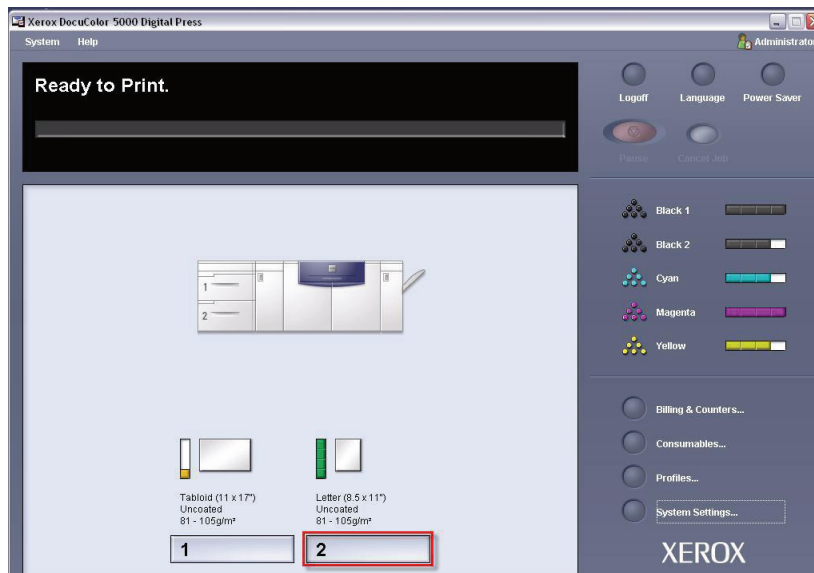 Xerox DocuColor 5000 Digital Press
System Help
Administrator
Ready to Print.
Logoff Language Power Saver
Pause Cancel Job
Black 1
Black 2
Cyan
Magenta
Yellow
1
2
Billing & Counters...
Consumables...
Profiles...
System Settings...
Tabloid (11 x 17")
Uncoated
81 - 105g/m²
Letter (8.5 x 11")
Uncoated
81 - 105g/m²
1
2
XEROX